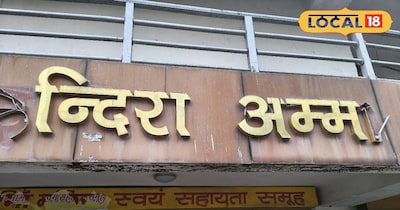 LOCAL 18
न्दिरा अम्म
स्वयं सहायता समूह